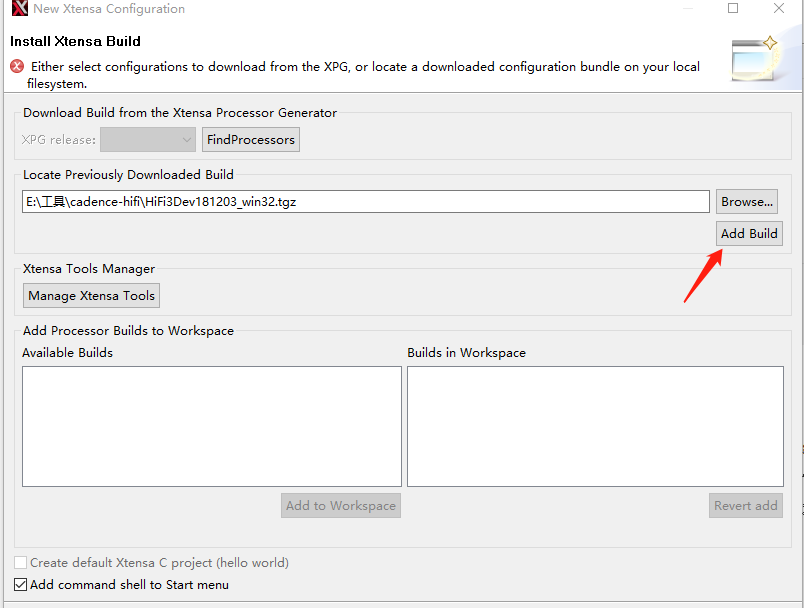 New Xtensa Configuration
Install Xtensa Build
Either select configurations to download from the XPG, or locate a downloaded configuration bundle on your local
filesystem.
Download Build from the Xtensa Processor Generator
XPG release:
FindProcessors
Locate Previously Downloaded Build
E:\工具\cadence-hifi\HiFi3Dev181203_win32.tgz
Browse...
Add Build
Xtensa Tools Manager
Manage Xtensa Tools
Add Processor Builds to Workspace
Available Builds
Builds in Workspace
Add to Workspace
Revert add
Create default Xtensa C project (hello world)
Add command shell to Start menu